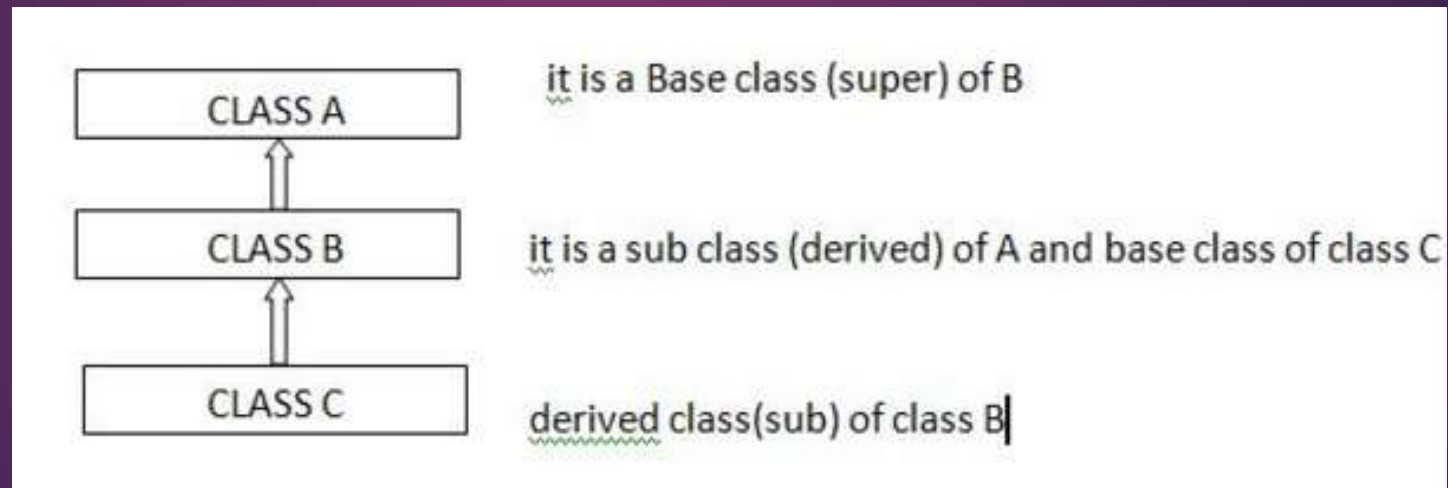 CLASS A
it is a Base class (super) of B
CLASS B
it is a sub class (derived) of A and base class of class C
CLASS C
derived class(sub) of class B